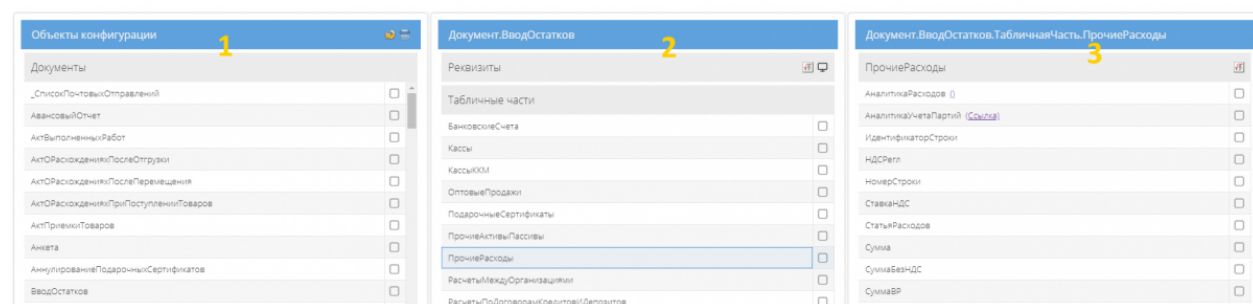 Объекты конфигурации
1
Документы
_СписокПочтовыхОтправлений
АвансовыйОтчет
АктВыполненныхРабот
АктОРасхожденияхПослеОтгрузки
АктОРасхожденияхПослеПеремещения
АктОРасхожденияхПриПоступленииТоваров
АктПриемкиТоваров
Анкета
АннулированиеПодарочныхСертификатов
ВводОстатков
Документ.ВводОстатков
2
Реквизиты
Табличные части
БанковскиеСчета
Кассы
КассыККМ
ОптовыеПродажи
ПодарочныеСертификаты
ПрочиеАктивыПассивы
ПрочиеРасходы
РасчетыМеждуОрганизациями
РасчетыПоДоговорамКредитовИДепозитов
Документ.ВводОстатков.ТабличнаяЧасть.ПрочиеРасходы
3
ПрочиеРасходы
АналитикаРасходов ()
АналитикаУчетаПартий (Ссылка)
ИдентификаторСтроки
НДСРегл
НомерСтроки
СтавкаНДС
СтатьяРасходов
Сумма
СуммаБезНДС
СуммаВР